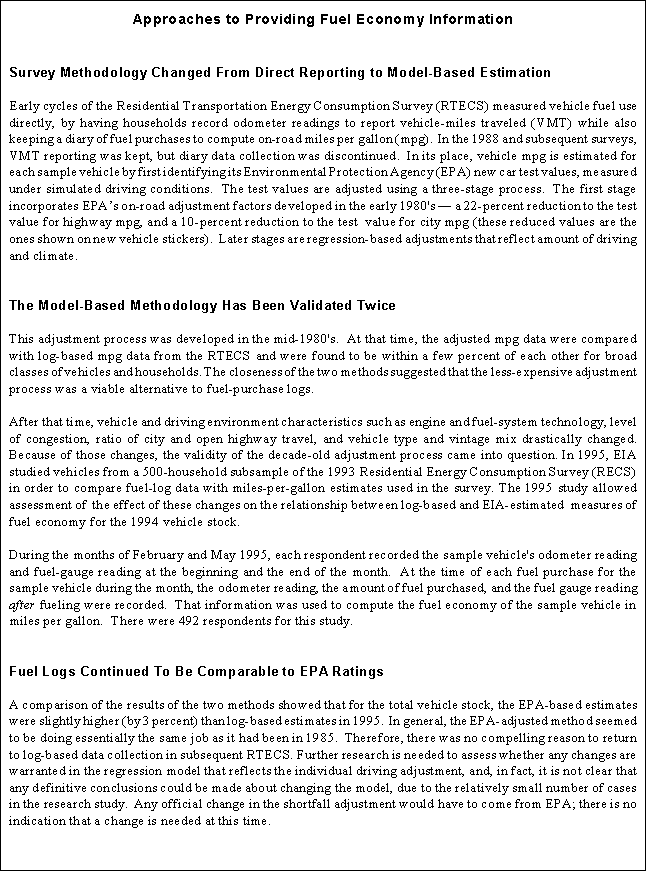 Approaches to Providing Fuel Economy Information
Survey Methodology Changed From Direct Reporting to Model-Based Estimation
Early cycles of the Residential Transportation Energy Consumption Survey (RTECS) measured vehicle fuel use
directly, by having households record odometer readings to report vehicle-miles traveled (VMT) while also
keeping a diary of fuel purchases to compute on-road miles per gallon (mpg). In the 1988 and subsequent surveys,
VMT reporting was kept, but diary data collection was discontinued. In its place, vehicle mpg is estimated for
each sample vehicle by first identifying its Environmental Protection Agency (EPA) new car test values, measured
under simulated driving conditions. The test values are adjusted using a three-stage process. The first stage
incorporates EPA's on-road adjustment factors developed in the early 1980's — a 22-percent reduction to the test
value for highway mpg, and a 10-percent reduction to the test value for city mpg (these reduced values are the
ones shown on new vehicle stickers). Later stages are regression-based adjustments that reflect amount of driving
and climate.
The Model-Based Methodology Has Been Validated Twice
This adjustment process was developed in the mid-1980's. At that time, the adjusted mpg data were compared
with log-based mpg data from the RTECS and were found to be within a few percent of each other for broad
classes of vehicles and households. The closeness of the two methods suggested that the less-expensive adjustment
process was a viable alternative to fuel-purchase logs.
After that time, vehicle and driving environment characteristics such as engine and fuel-system technology, level
of congestion, ratio of city and open highway travel, and vehicle type and vintage mix drastically changed.
Because of those changes, the validity of the decade-old adjustment process came into question. In 1995, EIA
studied vehicles from a 500-household subsample of the 1993 Residential Energy Consumption Survey (RECS)
in order to compare fuel-log data with miles-per-gallon estimates used in the survey. The 1995 study allowed
assessment of the effect of these changes on the relationship between log-based and EIA-estimated measures of
fuel economy for the 1994 vehicle stock.
During the months of February and May 1995, each respondent recorded the sample vehicle's odometer reading
and fuel-gauge reading at the beginning and the end of the month. At the time of each fuel purchase for the
sample vehicle during the month, the odometer reading, the amount of fuel purchased, and the fuel gauge reading
after fueling were recorded. That information was used to compute the fuel economy of the sample vehicle in
miles per gallon. There were 492 respondents for this study.
Fuel Logs Continued To Be Comparable to EPA Ratings
A comparison of the results of the two methods showed that for the total vehicle stock, the EPA-based estimates
were slightly higher (by 3 percent) than log-based estimates in 1995. In general, the EPA-adjusted method seemed
to be doing essentially the same job as it had been in 1985. Therefore, there was no compelling reason to return
to log-based data collection in subsequent RTECS. Further research is needed to assess whether any changes are
warranted in the regression model that reflects the individual driving adjustment, and, in fact, it is not clear that
any definitive conclusions could be made about changing the model, due to the relatively small number of cases
in the research study. Any official change in the shortfall adjustment would have to come from EPA; there is no
indication that a change is needed at this time.